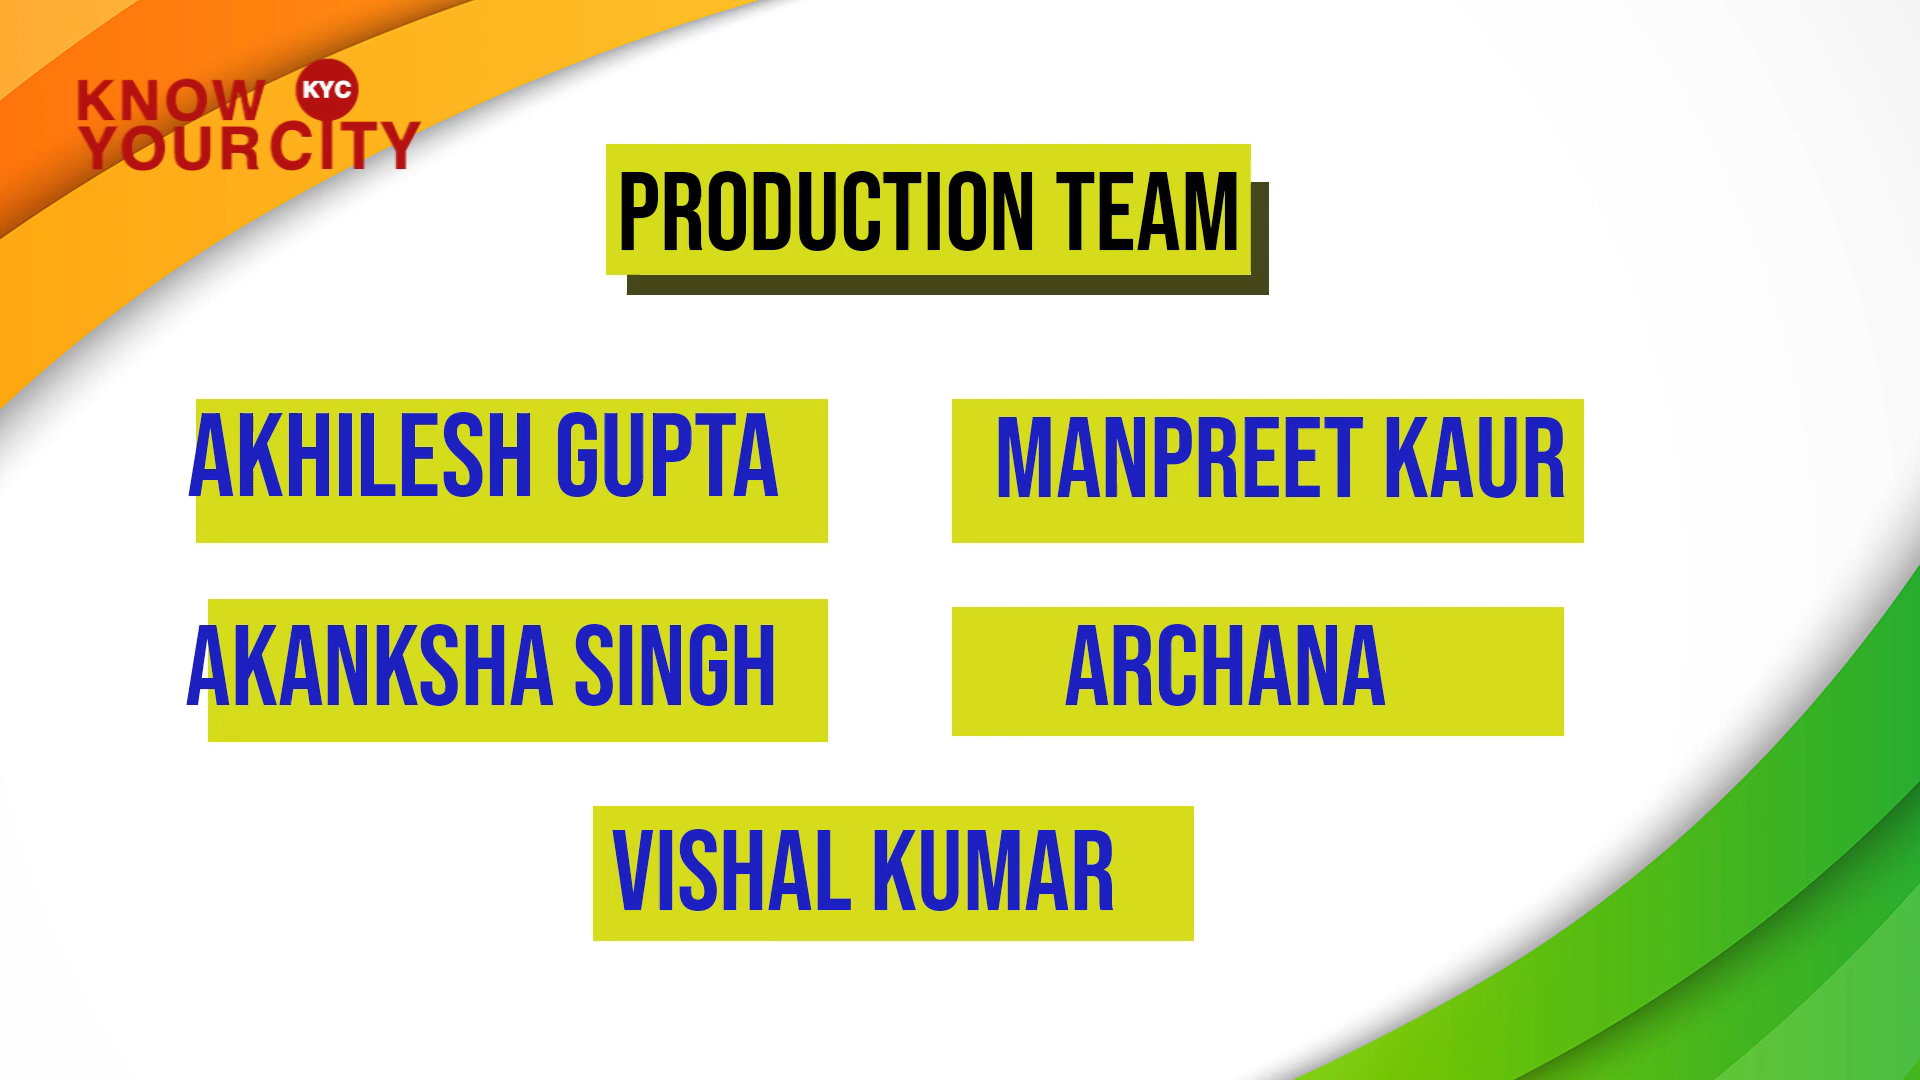 KNOW KYC
YOUR CITY
PRODUCTION TEAM
AKHILESH GUPTA
MANPREET KAUR
AKANKSHA SINGH
ARCHANA
VISHAL KUMAR